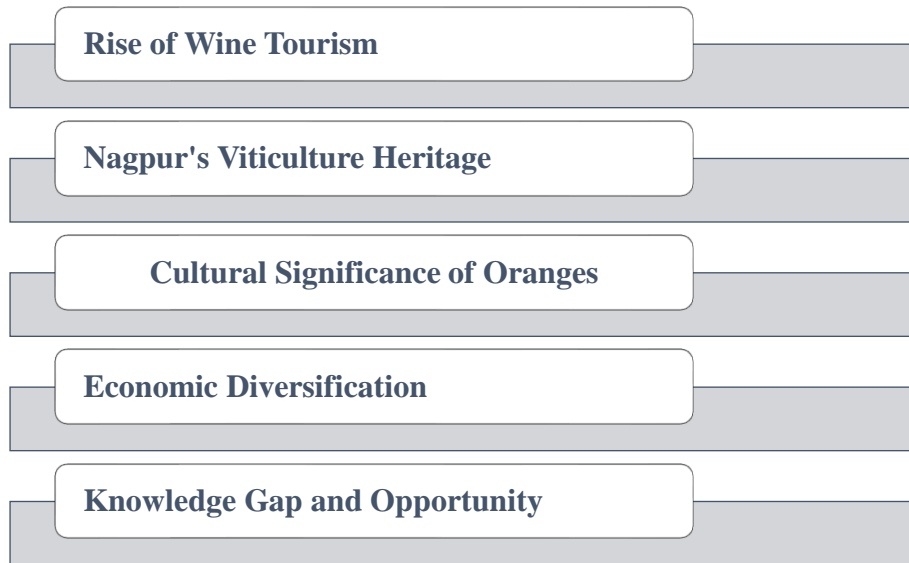 Rise of Wine Tourism
Nagpur's Viticulture Heritage
Cultural Significance of Oranges
Economic Diversification
Knowledge Gap and Opportunity